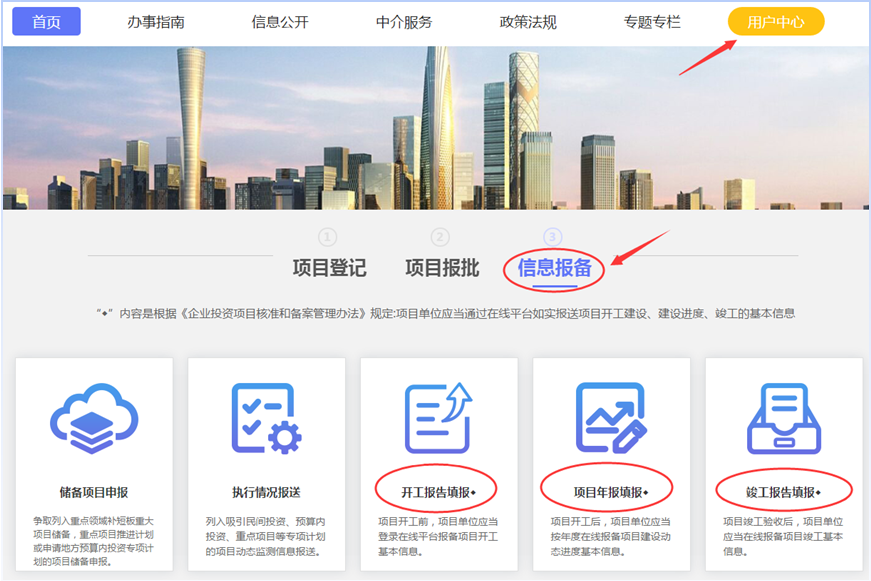 首页 办事指南 信息公开 中介服务 政策法规 专题专栏 用户中心
① ② ③
项目登记 项目报批 信息报备
“◆” 内容是根据《企业投资项目核准和备案管理办法》规定:项目单位应当通过在线平台如实报送项目开工建设、建设进度、竣工的基本信息
储备项目申报
争取列入重点领域补短板重大
项目储备，重点项目推进计划
或申请地方预算内投资专项计
划的项目储备申报。
执行情况报送
列入吸引民间投资、预算内
投资、重点项目等专项计划
的项目动态监测信息报送。
开工报告填报◆
项目开工前，项目单位应当
登录在线平台报备项目开工
基本信息。
项目年报填报◆
项目开工后，项目单位应当
按年度在线报备项目建设动
态进度基本信息。
竣工报告填报◆
项目竣工验收后，项目单位
应当在线报备项目竣工基本
信息。